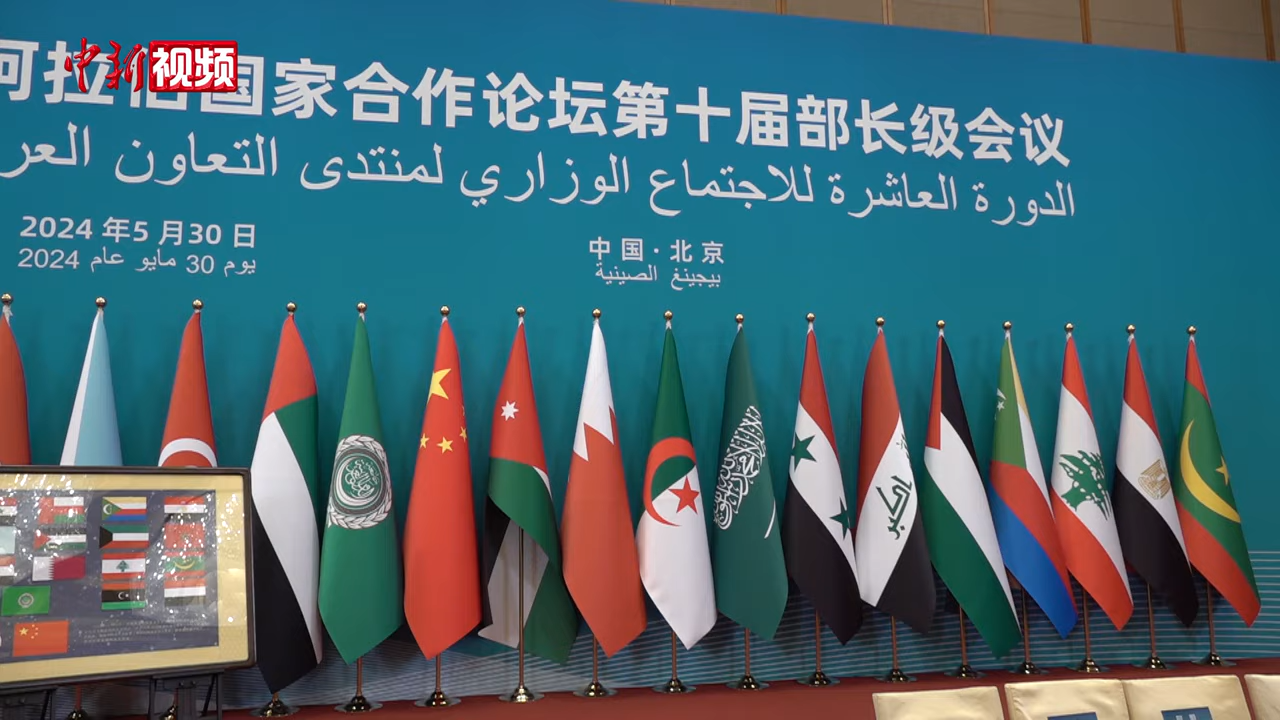 中新视频
阿拉伯国家合作论坛第十届部长级会议
الدورة العاشرة للاجتماع الوزاري لمنتدى التعاون العر
2024 年5 月30 日
يوم 30 مايو عام 2024
中国·北京
بيجينغ الصينية